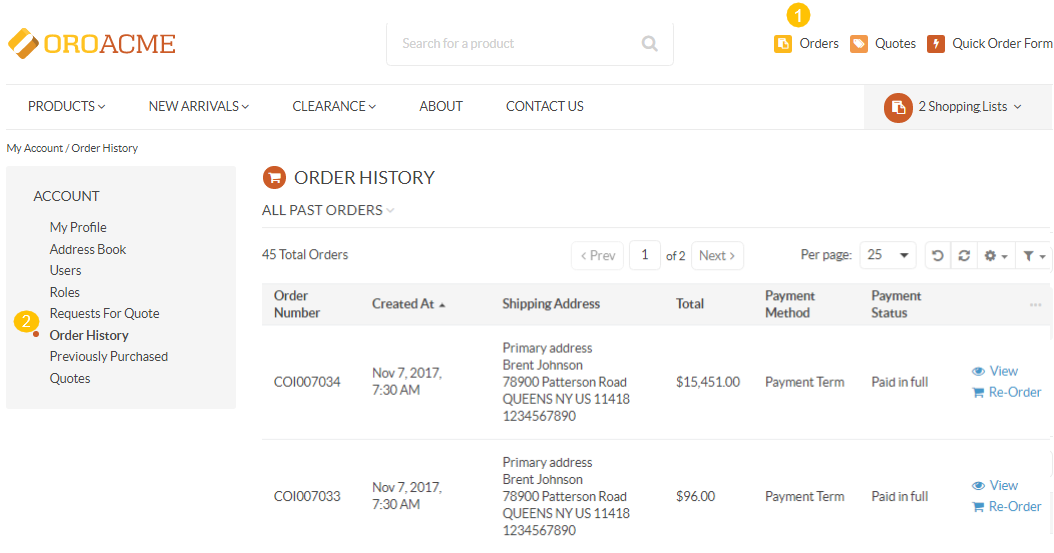 1
OROACME
Search for a product
Orders Quotes Quick Order Form
PRODUCTS NEW ARRIVALS CLEARANCE ABOUT CONTACT US 2 Shopping Lists
My Account / Order History
ACCOUNT
My Profile
Address Book
Users
Roles
Requests For Quote
2
Order History
Previously Purchased
Quotes
ORDER HISTORY
ALL PAST ORDERS
45 Total Orders < Prev 1 of 2 Next > Per page: 25
Order Number Created At Shipping Address Total Payment Method Payment Status ...
COI007034
Nov 7, 2017,
7:30 AM
Primary address
Brent Johnson
78900 Patterson Road
QUEENS NY US 11418
1234567890
$15,451.00
Payment Term
Paid in full
View
Re-Order
COI007033
Nov 7, 2017,
7:30 AM
Primary address
Brent Johnson
78900 Patterson Road
QUEENS NY US 11418
1234567890
$96.00
Payment Term
Paid in full
View
Re-Order